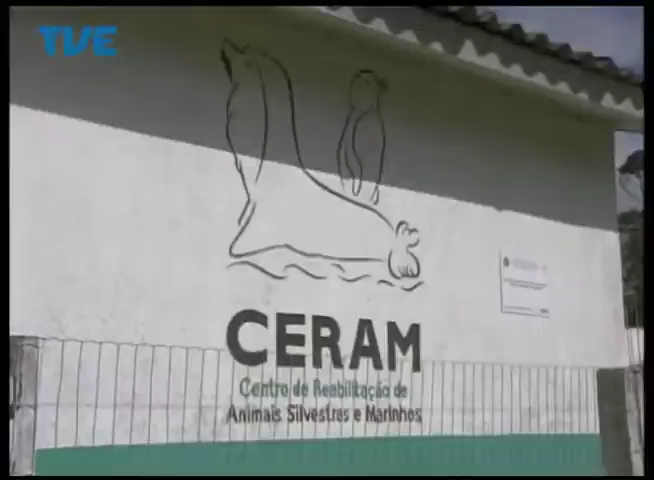 TVE
CERAM
Centro de Reabilitação de
Animais Silvestres e Marinhos